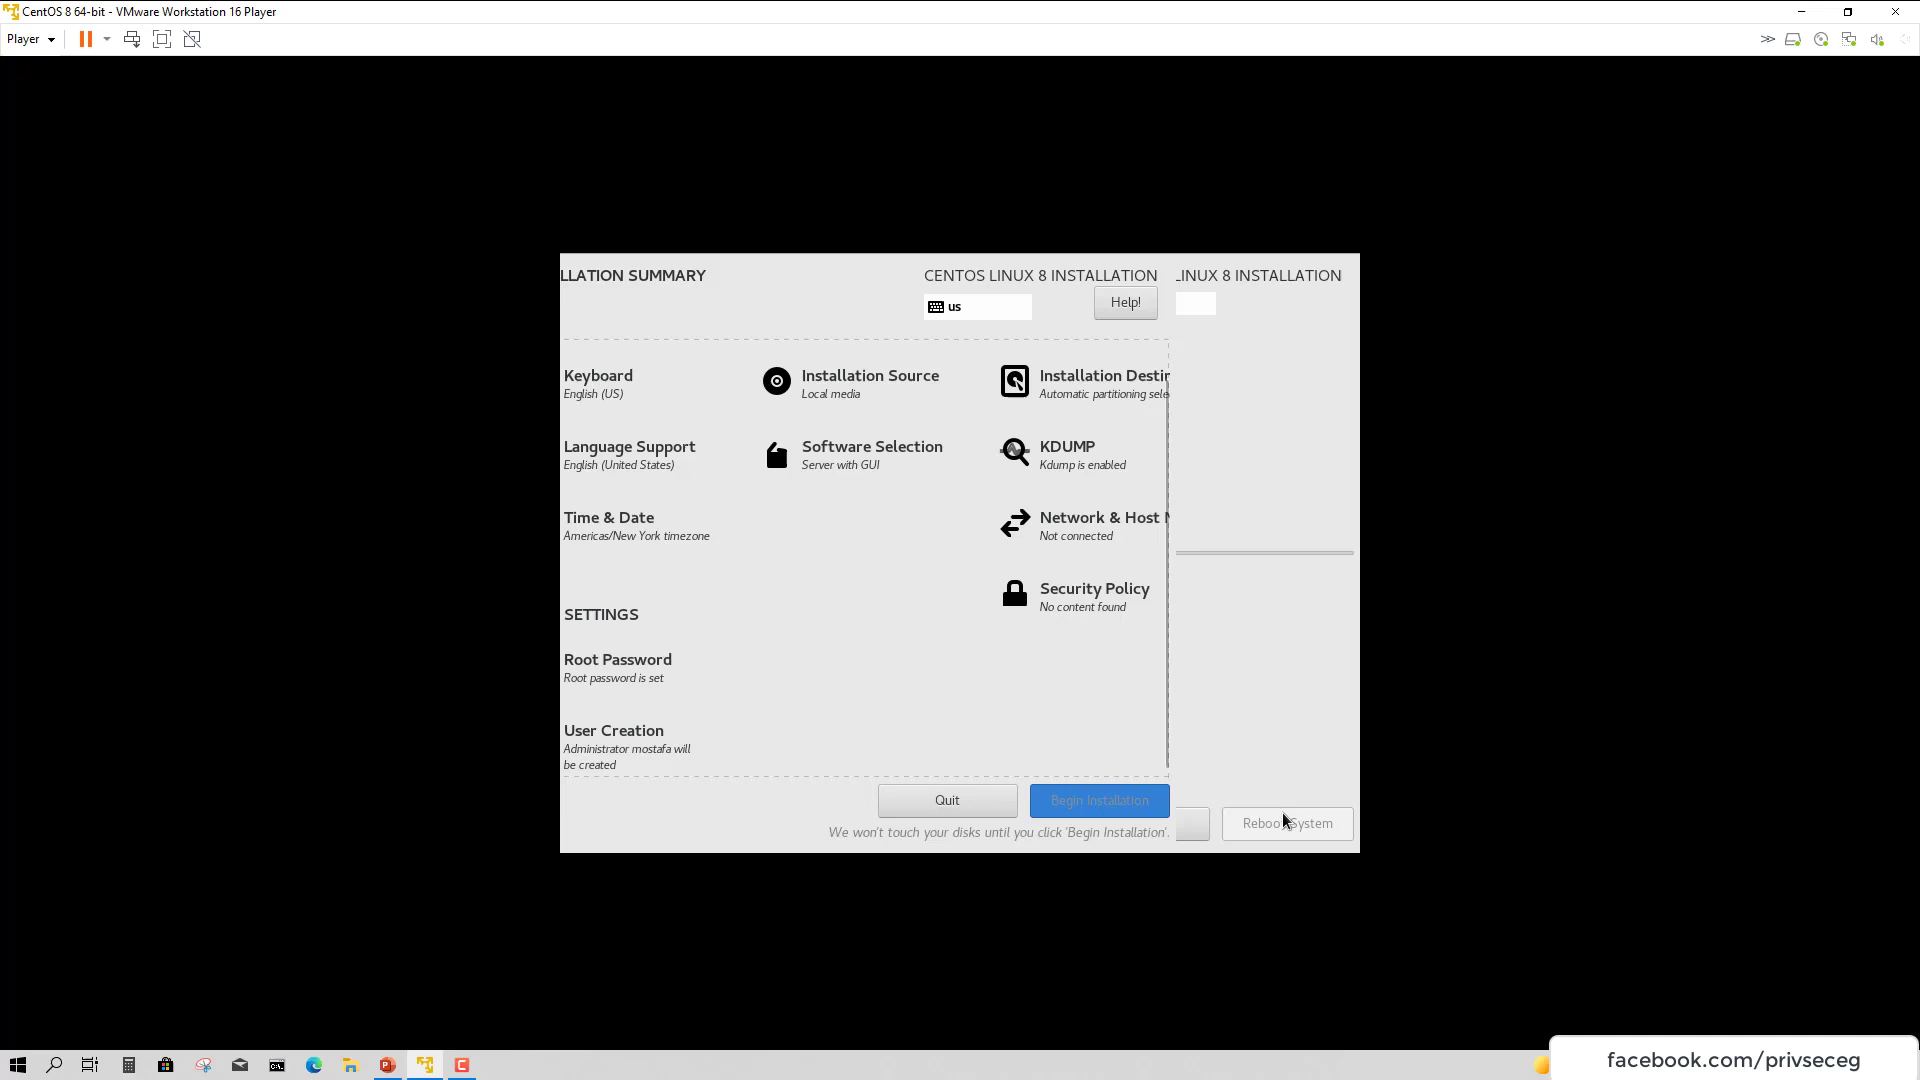 CentOS 8 64-bit - VMware Workstation 16 Player
Player
LLATION SUMMARY
CENTOS LINUX 8 INSTALLATION
LINUX 8 INSTALLATION
us
Help!
Keyboard
English (US)
Installation Source
Local media
Installation Destin
Automatic partitioning sele
Language Support
English (United States)
Software Selection
Server with GUI
KDUMP
Kdump is enabled
Time & Date
Americas/New York timezone
Network & Host N
Not connected
Security Policy
No content found
SETTINGS
Root Password
Root password is set
User Creation
Administrator mostafa will
be created
Quit
Begin Installation
Reboot System
We won't touch your disks until you click 'Begin Installation'.
facebook.com/privseceg